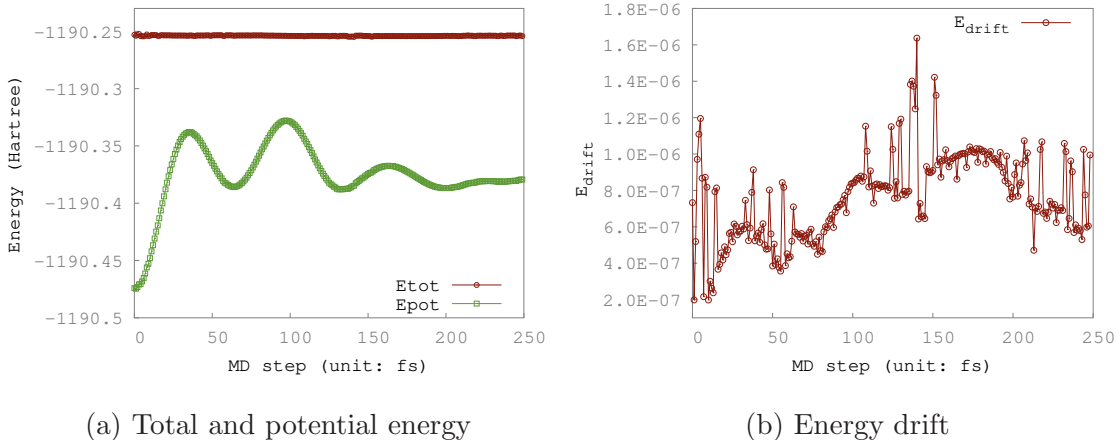 -1190.25
-1190.3
-1190.35
-1190.4
-1190.45
-1190.5
Energy (Hartree)
0 50 100 150 200 250
MD step (unit: fs)
Etot
Epot
(a) Total and potential energy
1.8E-06
1.6E-06
1.4E-06
1.2E-06
1.0E-06
8.0E-07
6.0E-07
4.0E-07
2.0E-07
E_drift
E_drift
0 50 100 150 200 250
MD step (unit: fs)
(b) Energy drift